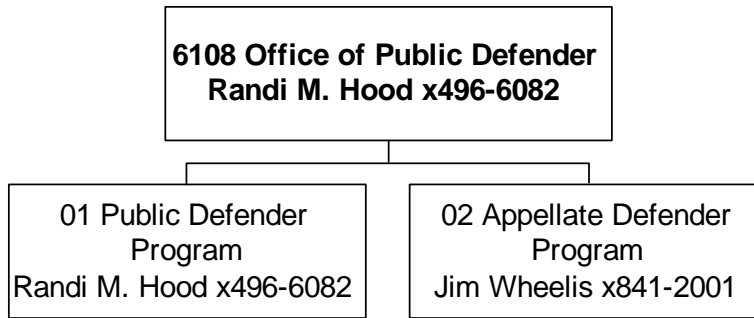 6108 Office of Public Defender
Randi M. Hood x496-6082
01 Public Defender
Program
Randi M. Hood x496-6082
02 Appellate Defender
Program
Jim Wheelis x841-2001